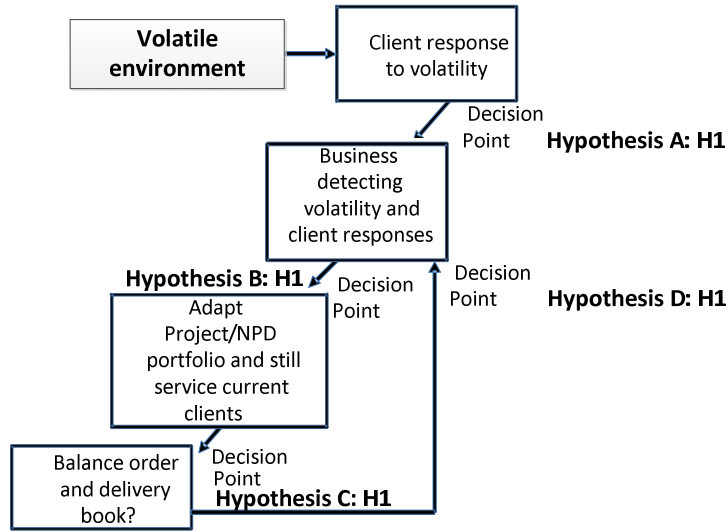 Volatile
environment
Client response
to volatility
Decision
Point
Hypothesis A: H1
Business
detecting
volatility and
client responses
Hypothesis B: H1
Decision
Point
Decision
Point
Hypothesis D: H1
Adapt
Project/NPD
portfolio and still
service current
clients
Decision
Point
Hypothesis C: H1
Balance order
and delivery
book?